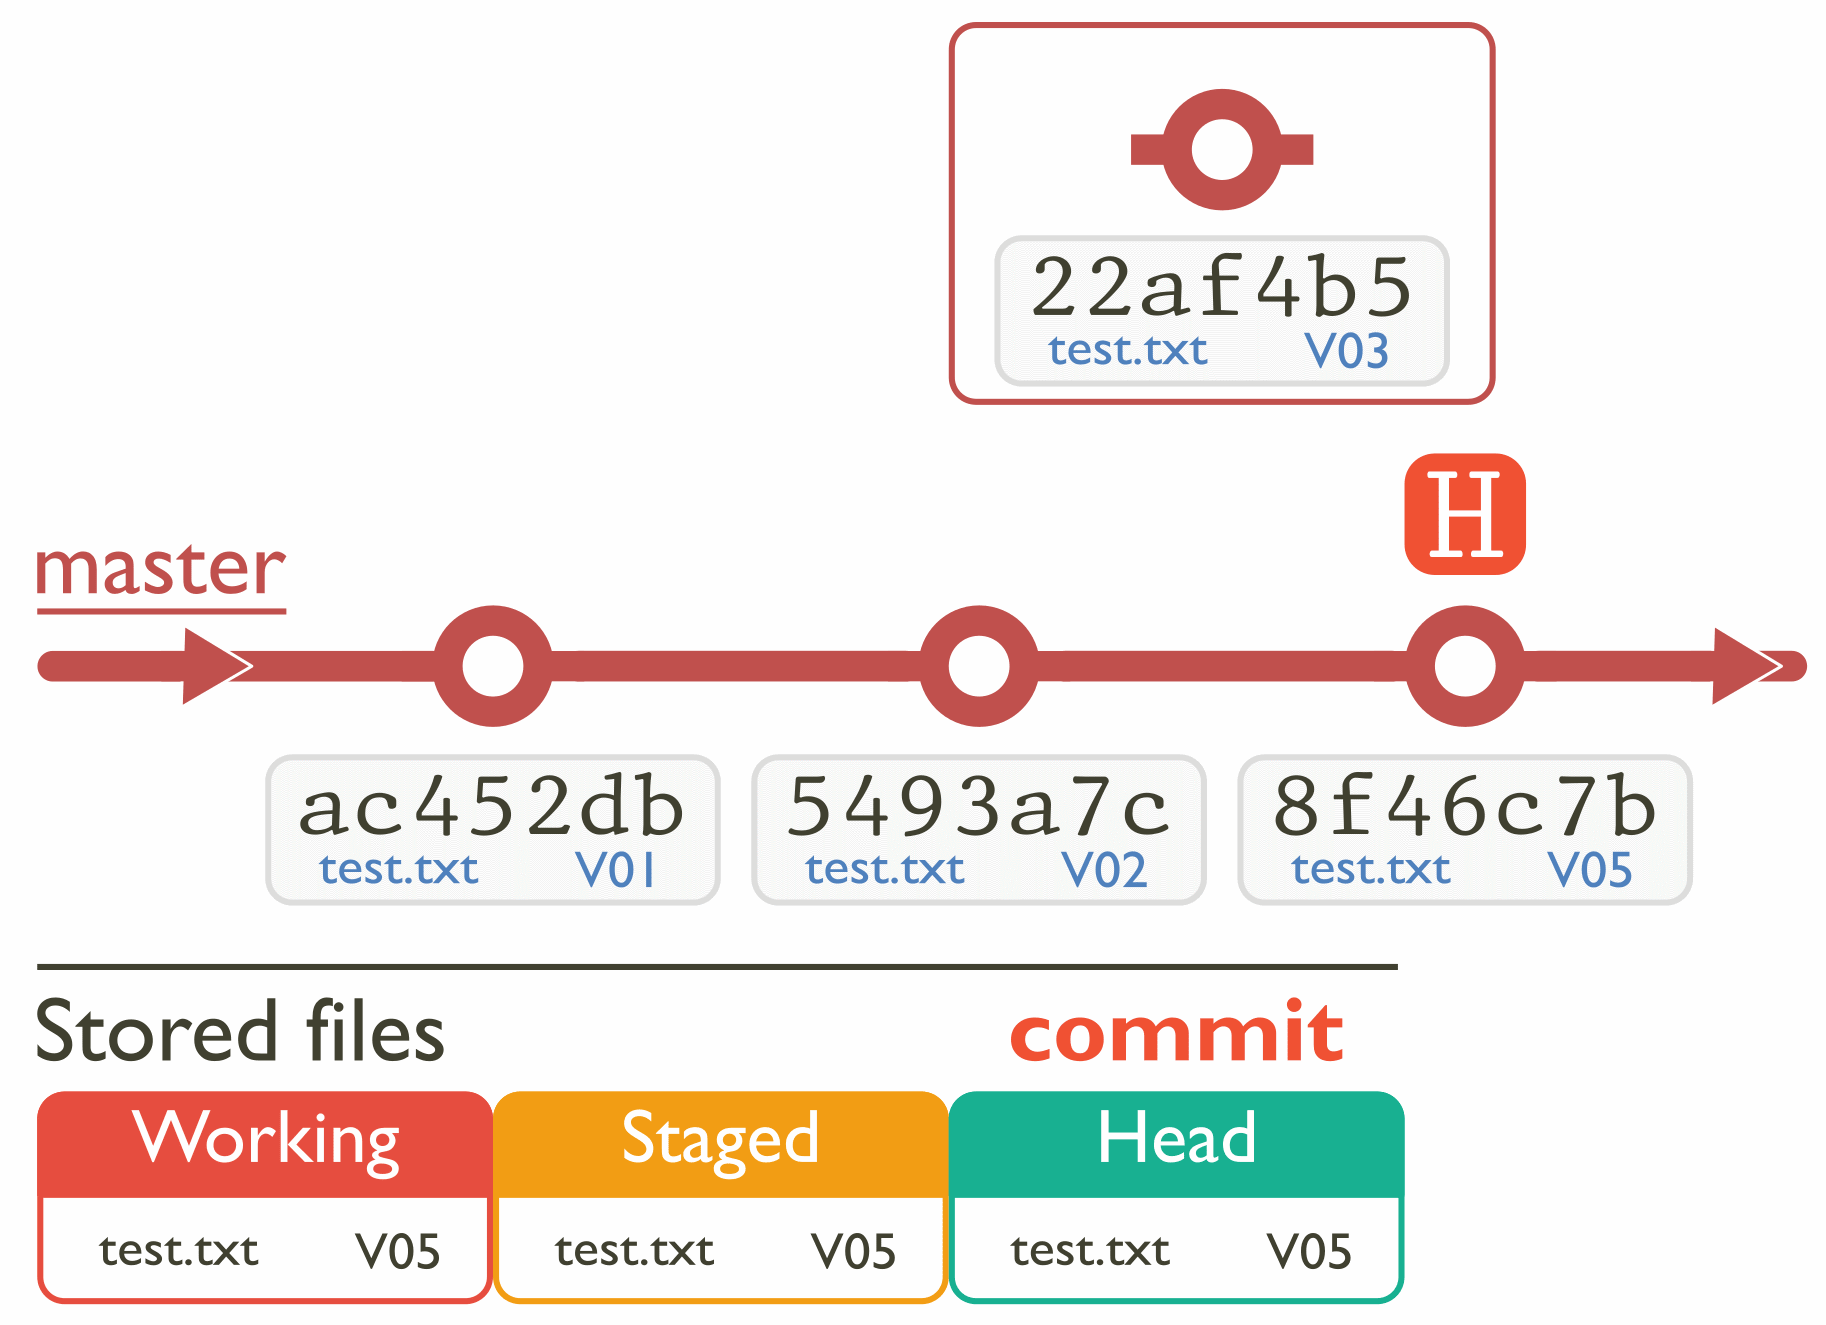 22af4b5
test.txt V03
H
master
ac452db
test.txt V01
5493a7c
test.txt V02
8f46c7b
test.txt V05
Stored files commit
Working Staged Head
test.txt V05 test.txt V05 test.txt V05